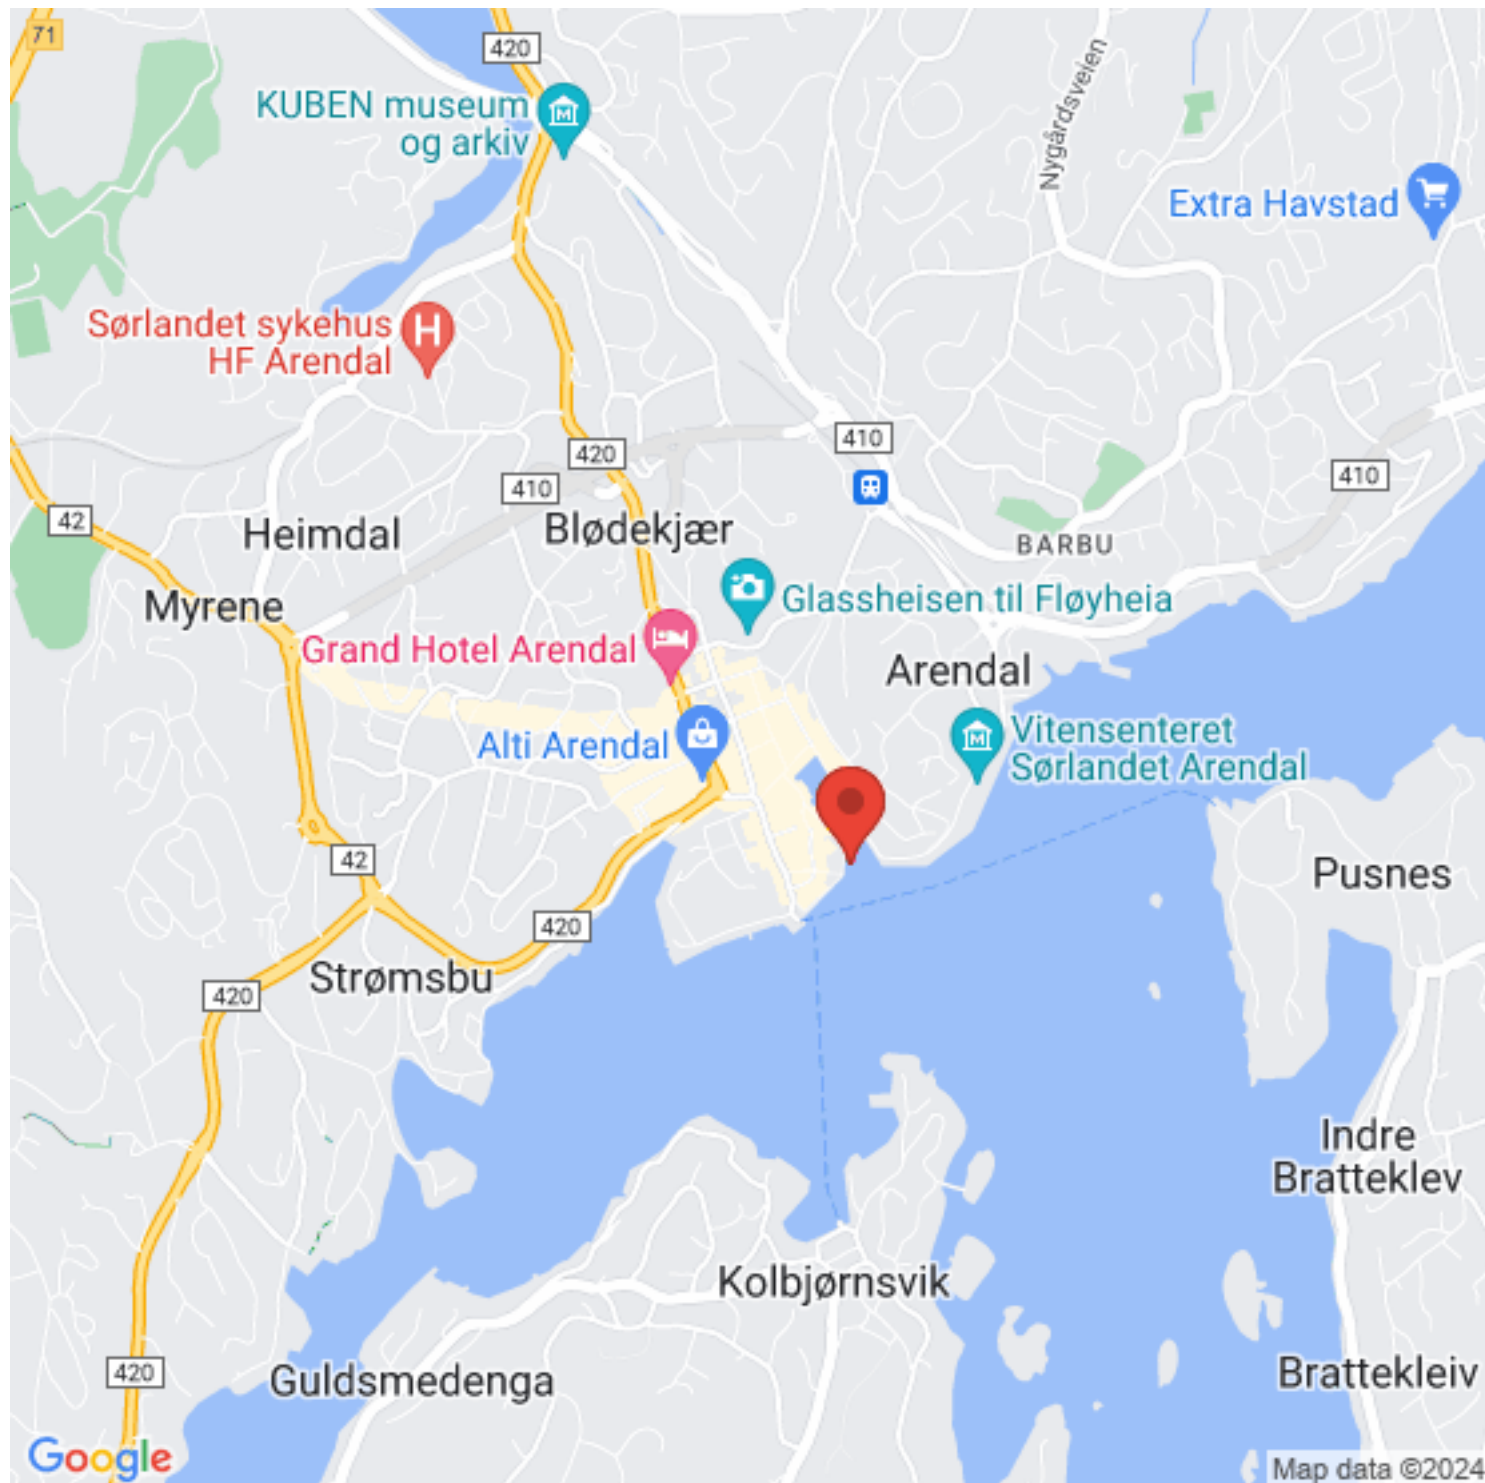 71
420
KUBEN museum
og arkiv
Nygårdsveien
Extra Havstad
Sørlandet sykehus
HF Arendal
410
420
410
410
42
Heimdal
Blødekjær
BARBU
Myrene
Glassheisen til Fløyheia
Grand Hotel Arendal
Arendal
Alti Arendal
Vitensenteret
Sørlandet Arendal
42
Pusnes
420
Strømsbu
420
Indre
Bratteklev
Kolbjørnsvik
420
Guldsmedenga
Brattekleiv
Google
Map data ©2024